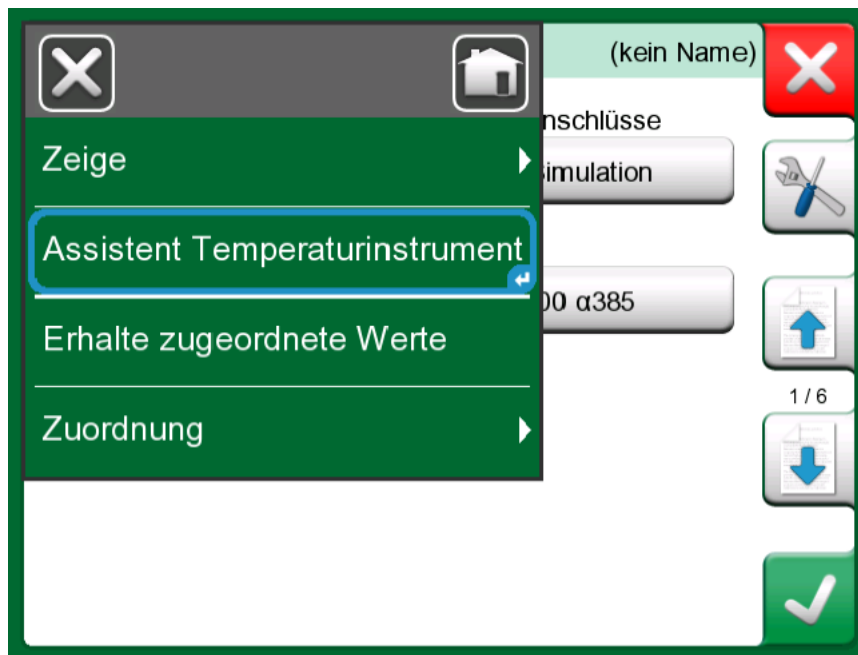 (kein Name)
nschlüsse
Zeige
imulation
Assistent Temperaturinstrument
00 α385
Erhalte zugeordnete Werte
1 / 6
Zuordnung